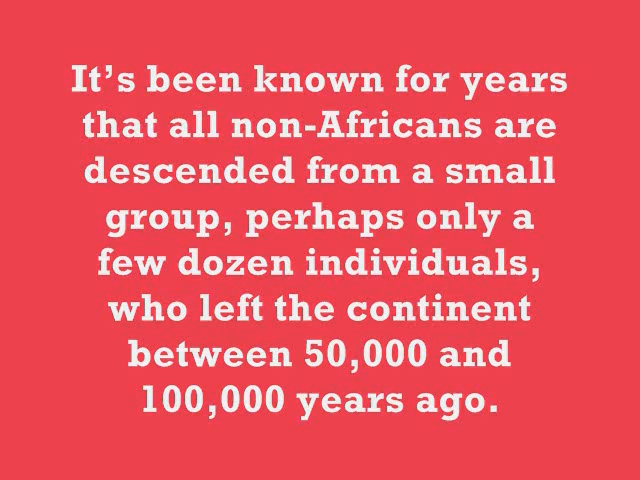 It’s been known for years
that all non-Africans are
descended from a small
group, perhaps only a
few dozen individuals,
who left the continent
between 50,000 and
100,000 years ago.